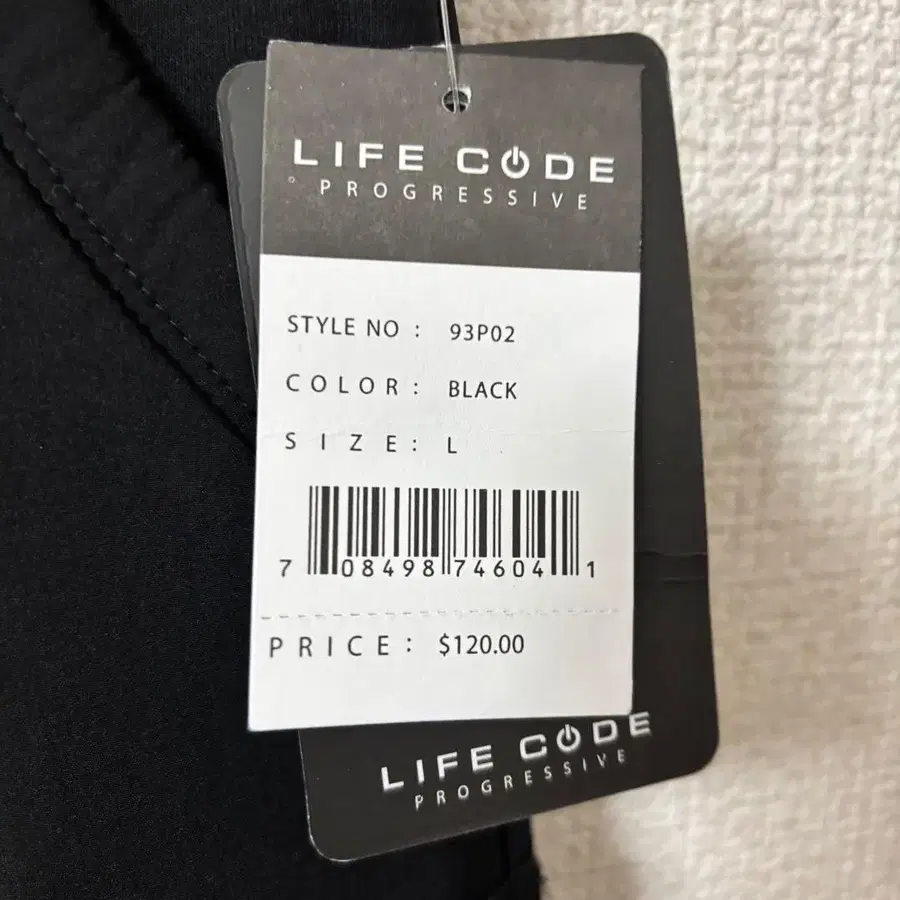 LIFE CODE
PROGRESSIVE
STYLE NO : 93P02
COLOR : BLACK
SIZE : L
7 08498 74604 1
PRICE : $120.00
LIFE CODE
PROGRESSIVE